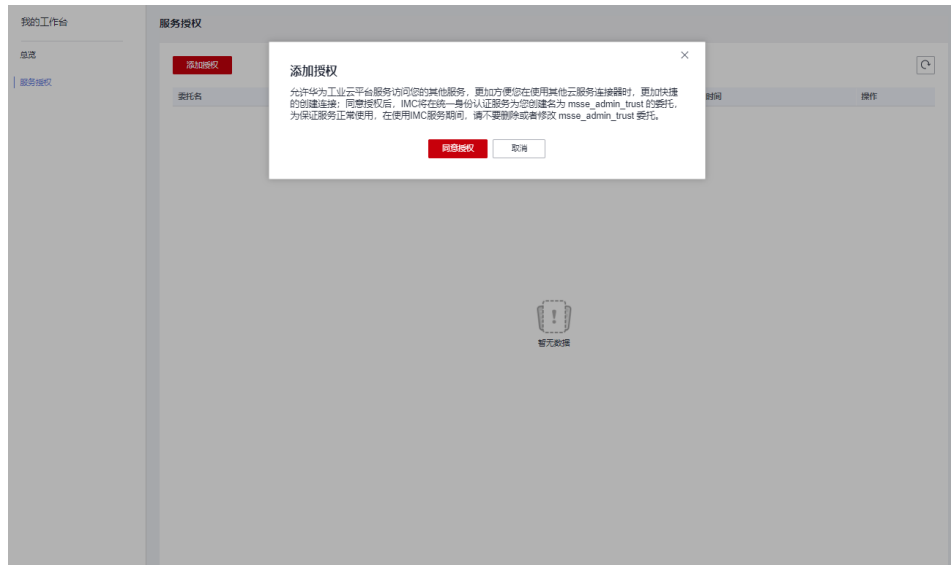 我的工作台
服务授权
总览
服务授权
添加授权
委托名
时间
操作
添加授权
允许华为工业云平台服务访问您的其他服务，更加方便您在使用其他云服务连接器时，更加快捷
的创建连接；同意授权后，IMC将在统一身份认证服务为您创建名为 msse_admin_trust 的委托，
为保证服务正常使用，在使用IMC服务期间，请不要删除或者修改 msse_admin_trust 委托。
同意授权
取消
暂无数据